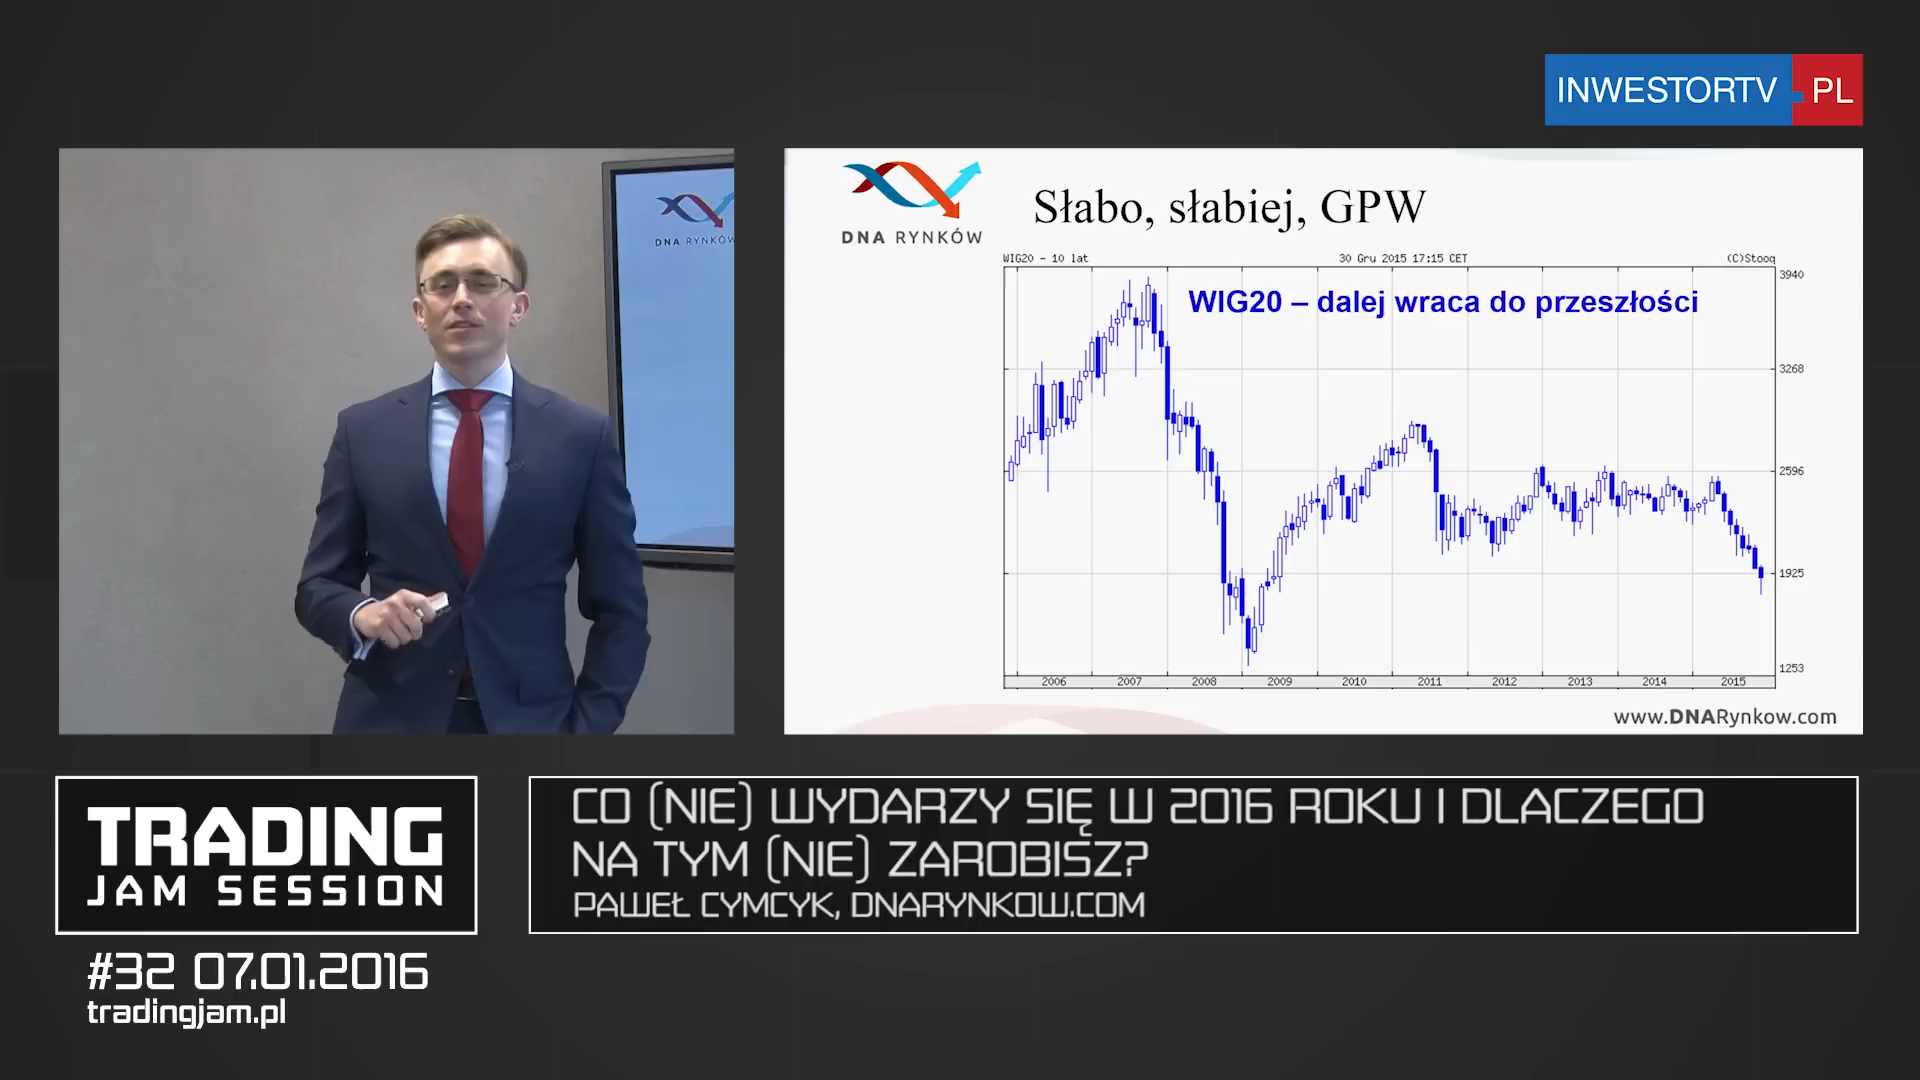 INWESTORTV.PL
DNA RYNKÓW
DNA RYNKÓW
Słabo, słabiej, GPW
WIG20 - 10 lat
30 Gru 2015 17:15 CET
(C)Stooq
WIG20 – dalej wraca do przeszłości
3940
3268
2596
1925
1253
2006 2007 2008 2009 2010 2011 2012 2013 2014 2015
www.DNARynkow.com
TRADING
JAM SESSION
#32 07.01.2016
tradingjam.pl
CO (NIE) WYDARZY SIĘ W 2016 ROKU I DLACZEGO
NA TYM (NIE) ZAROBISZ?
PAWEŁ CYMCYK, DNARYNKOW.COM